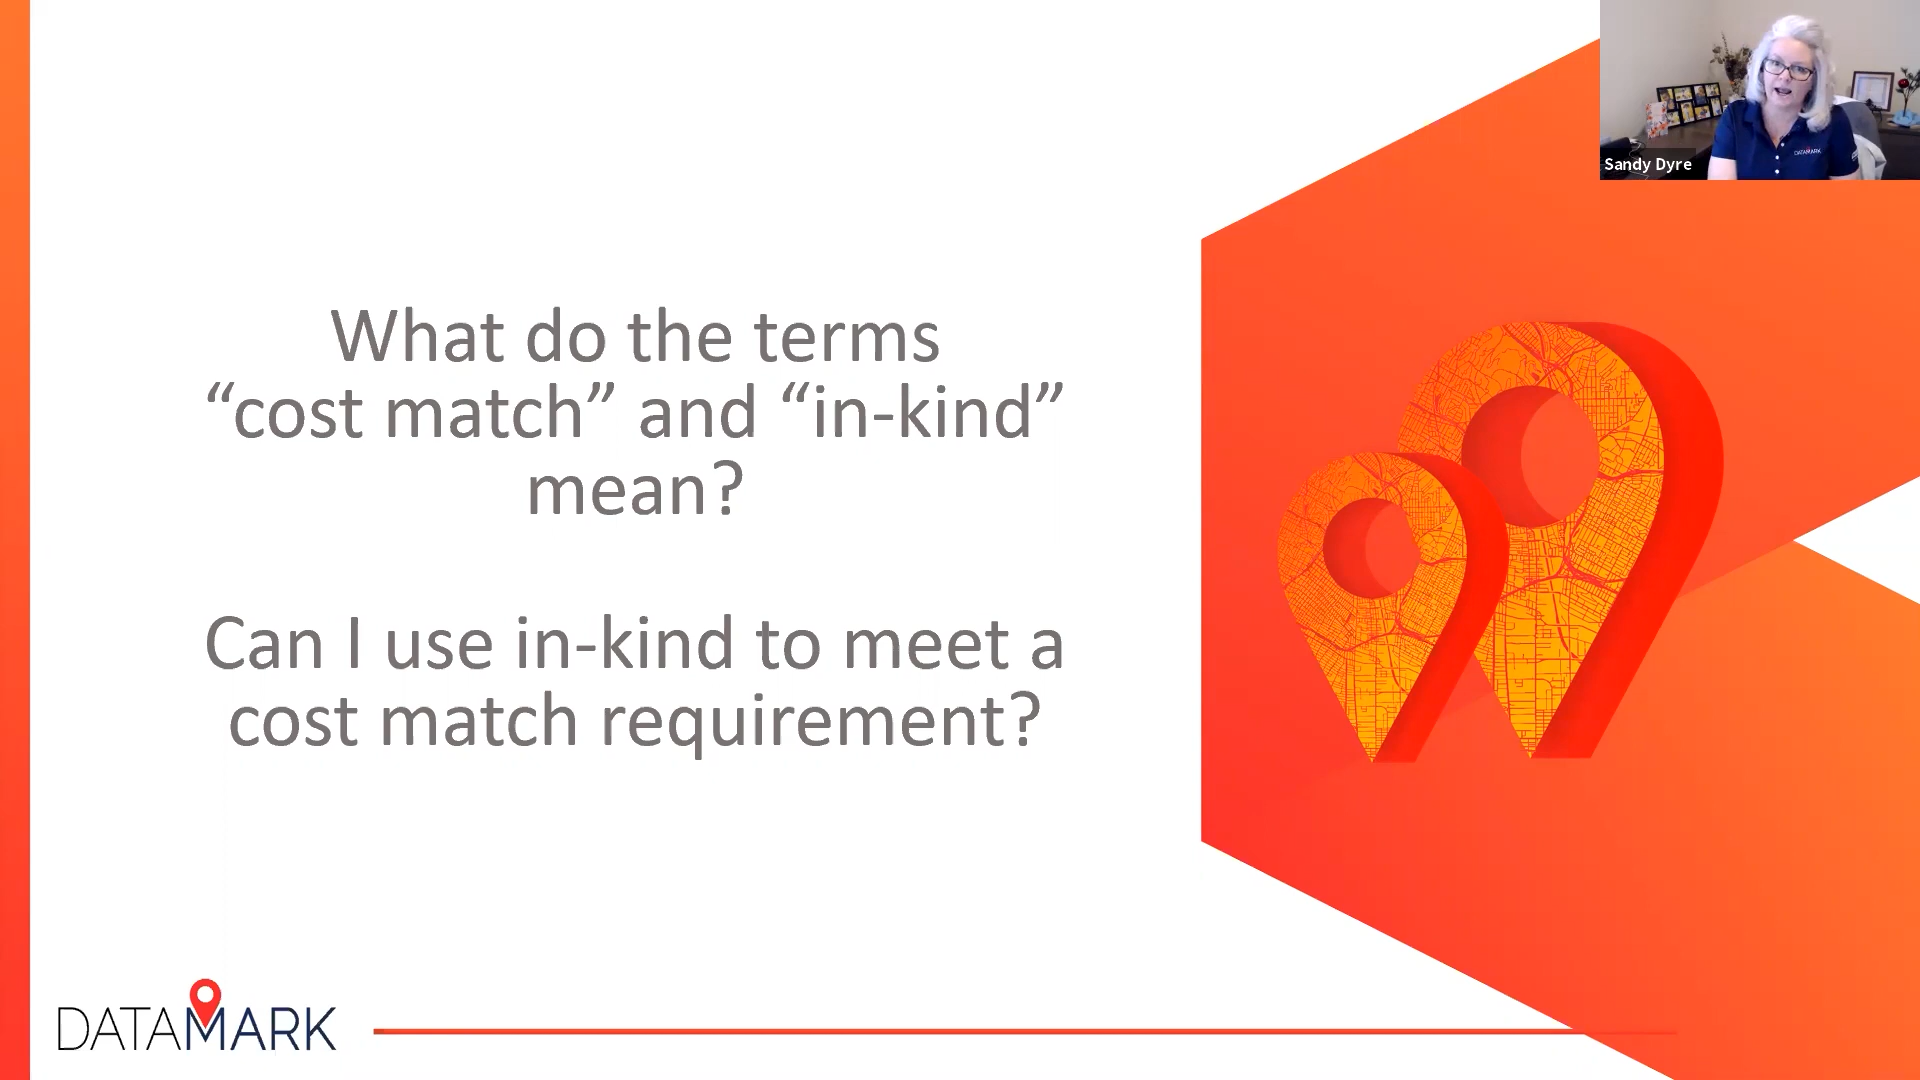 What do the terms
“cost match” and “in-kind”
mean?
Can I use in-kind to meet a
cost match requirement?
Sandy Dyre
DATAMARK
DATAMARK